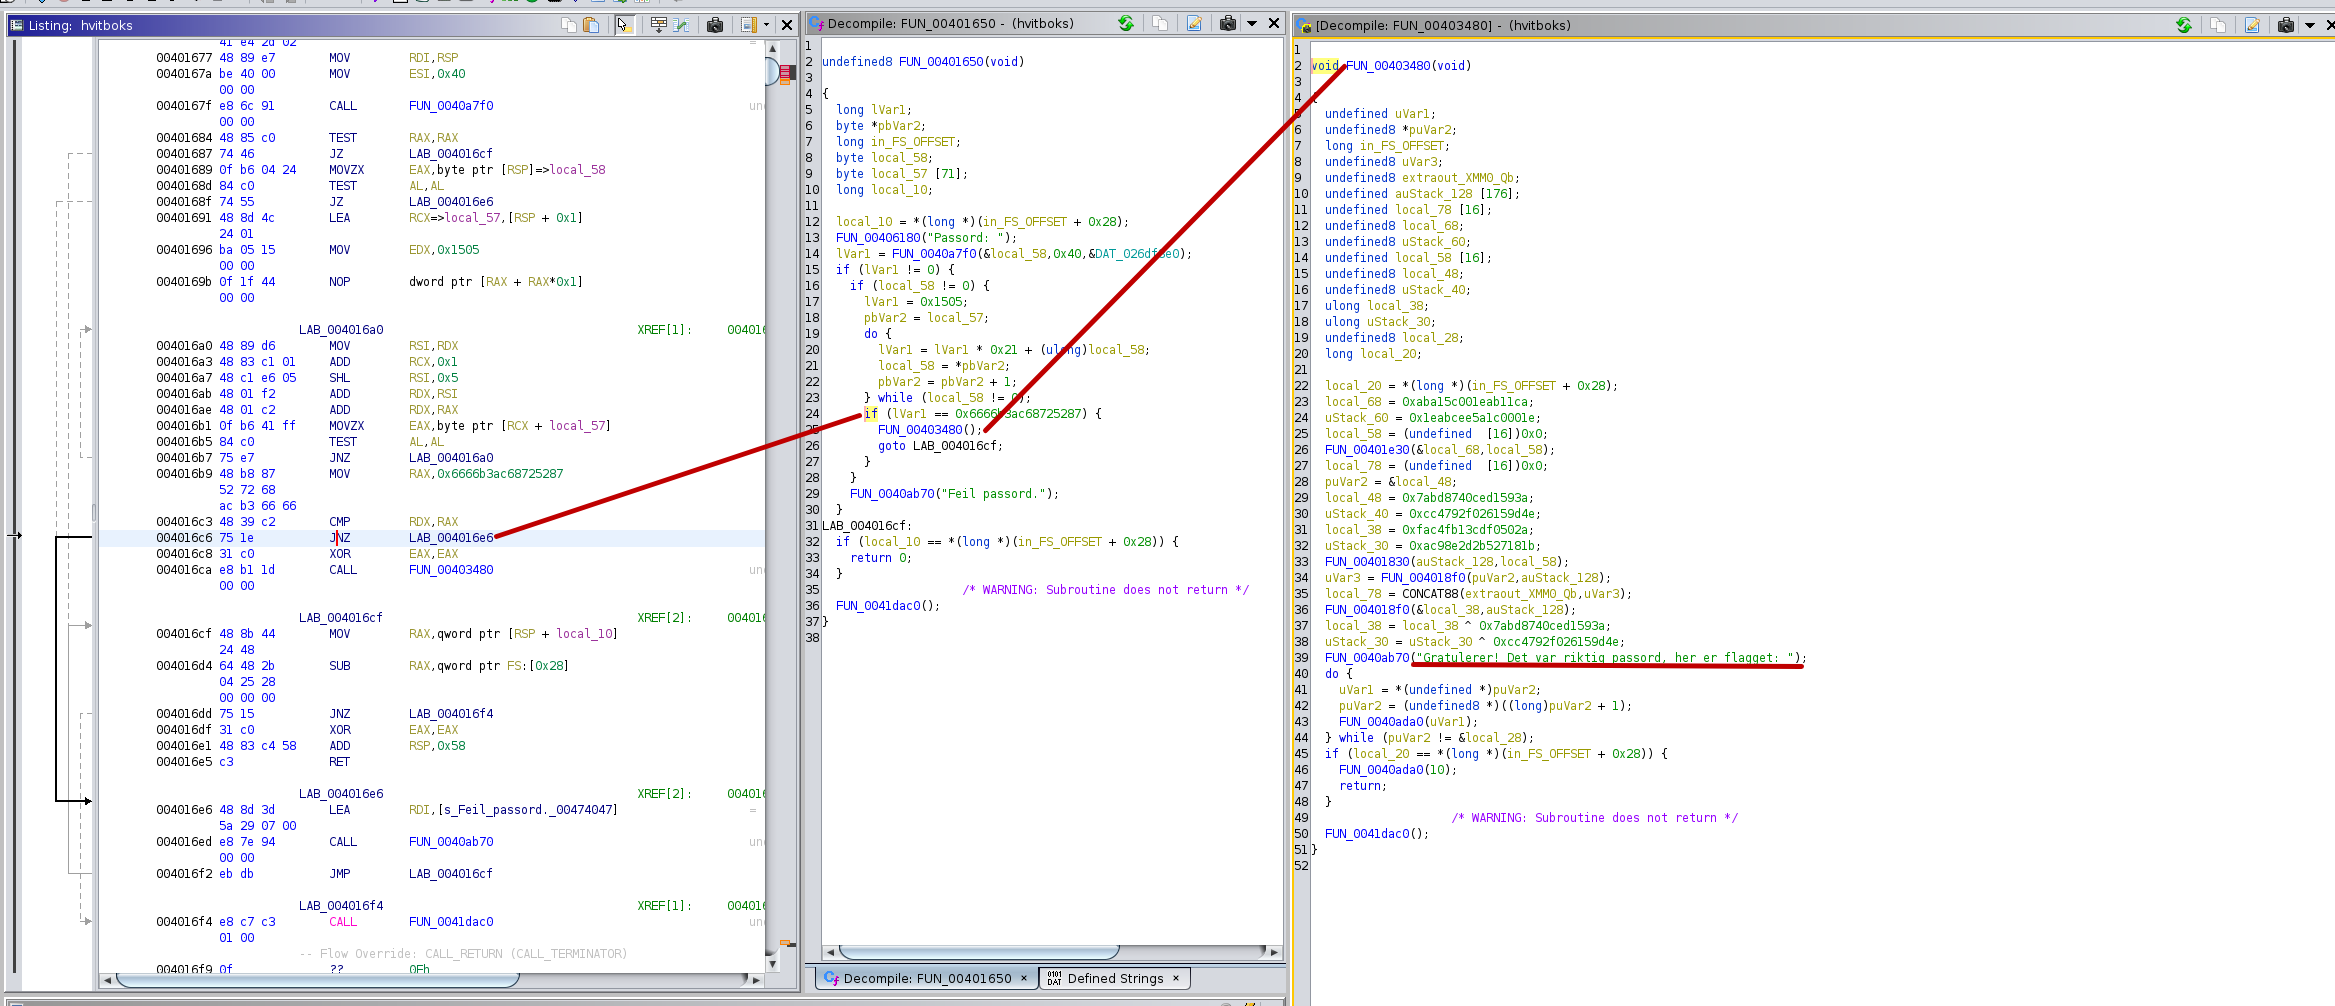 Listing: hvitboks
41 e4 2d 02
00401677 48 89 e7 MOV RDI,RSP
0040167a be 40 00 MOV ESI,0x40
00 00
0040167f e8 6c 91 CALL FUN_0040a7f0 und
00 00
00401684 48 85 c0 TEST RAX,RAX
00401687 74 46 JZ LAB_004016cf
00401689 0f b6 04 24 MOVZX EAX,byte ptr [RSP]=>local_58
0040168d 84 c0 TEST AL,AL
0040168f 74 55 JZ LAB_004016e6
00401691 48 8d 4c LEA RCX=>local_57,[RSP + 0x1]
24 01
00401696 ba 05 15 MOV EDX,0x1505
00 00
0040169b 0f 1f 44 NOP dword ptr [RAX + RAX*0x1]
00 00
LAB_004016a0 XREF[1]: 004016
004016a0 48 89 d6 MOV RSI,RDX
004016a3 48 83 c1 01 ADD RCX,0x1
004016a7 48 c1 e6 05 SHL RSI,0x5
004016ab 48 01 f2 ADD RDX,RSI
004016ae 48 01 c2 ADD RDX,RAX
004016b1 0f b6 41 ff MOVZX EAX,byte ptr [RCX + local_57]
004016b5 84 c0 TEST AL,AL
004016b7 75 e7 JNZ LAB_004016a0
004016b9 48 b8 87 MOV RAX,0x6666b3ac68725287
52 72 68
ac b3 66 66
004016c3 48 39 c2 CMP RDX,RAX
004016c6 75 1e JNZ LAB_004016e6
004016c8 31 c0 XOR EAX,EAX
004016ca e8 b1 1d CALL FUN_00403480 und
00 00
LAB_004016cf XREF[2]: 004016
004016cf 48 8b 44 MOV RAX,qword ptr [RSP + local_10]
24 48
004016d4 64 48 2b SUB RAX,qword ptr FS:[0x28]
04 25 28
00 00 00
004016dd 75 15 JNZ LAB_004016f4
004016df 31 c0 XOR EAX,EAX
004016e1 48 83 c4 58 ADD RSP,0x58
004016e5 c3 RET
LAB_004016e6 XREF[2]: 004016
004016e6 48 8d 3d LEA RDI,[s_Feil_passord._00474047] =
5a 29 07 00
004016ed e8 7e 94 CALL FUN_0040ab70 und
00 00
004016f2 eb db JMP LAB_004016cf
LAB_004016f4 XREF[1]: 004016
004016f4 e8 c7 c3 CALL FUN_0041dac0 und
01 00
-- Flow Override: CALL_RETURN (CALL_TERMINATOR)
004016f9 0f ?? 0Fh
Decompile: FUN_00401650 - (hvitboks)
1
2 undefined8 FUN_00401650(void)
3
4 {
5 long lVar1;
6 byte *pbVar2;
7 long in_FS_OFFSET;
8 byte local_58;
9 byte local_57 [71];
10 long local_10;
11
12 local_10 = *(long *)(in_FS_OFFSET + 0x28);
13 FUN_00406180("Passord: ");
14 lVar1 = FUN_0040a7f0(&local_58,0x40,&
15 if (lVar1 != 0) {
16 if (local_58 != 0) {
17 lVar1 = 0x1505;
18 pbVar2 = local_57;
19 do {
20 lVar1 = lVar1 * 0x21 + (ulong)local_58;
21 local_58 = *pbVar2;
22 pbVar2 = pbVar2 + 1;
23 } while (local_58 != 0);
24 if (lVar1 == 0x6666b3ac68725287) {
25 FUN_00403480();
26 goto LAB_004016cf;
27 }
28 }
29 FUN_0040ab70("Feil passord.");
30 }
31 LAB_004016cf:
32 if (local_10 == *(long *)(in_FS_OFFSET + 0x28)) {
33 return 0;
34 }
35 /* WARNING: Subroutine does not return */
36 FUN_0041dac0();
37 }
38
Decompile: FUN_00401650 × Defined Strings ×
[Decompile: FUN_00403480] - (hvitboks)
1
2 void FUN_00403480(void)
3
4 {
5 undefined uVar1;
6 undefined8 *puVar2;
7 long in_FS_OFFSET;
8 undefined8 uVar3;
9 undefined8 extraout_XMM0_Qb;
10 undefined auStack_128 [176];
11 undefined local_78 [16];
12 undefined8 local_68;
13 undefined8 uStack_60;
14 undefined local_58 [16];
15 undefined8 local_48;
16 undefined8 uStack_40;
17 ulong local_38;
18 ulong uStack_30;
19 undefined8 local_28;
20 long local_20;
21
22 local_20 = *(long *)(in_FS_OFFSET + 0x28);
23 local_68 = 0xaba15c001eab11ca;
24 uStack_60 = 0x1eabcee5a1c0001e;
25 local_58 = (undefined [16])0x0;
26 FUN_00401e30(&local_68,local_58);
27 local_78 = (undefined [16])0x0;
28 puVar2 = &local_48;
29 local_48 = 0x7abd8740ced1593a;
30 uStack_40 = 0xcc4792f026159d4e;
31 local_38 = 0xfac4fb13cdf0502a;
32 uStack_30 = 0xac98e2d2b527181b;
33 FUN_00401830(auStack_128,local_58);
34 uVar3 = FUN_004018f0(puVar2,auStack_128);
35 local_78 = CONCAT88(extraout_XMM0_Qb,uVar3);
36 FUN_004018f0(&local_38,auStack_128);
37 local_38 = local_38 ^ 0x7abd8740ced1593a;
38 uStack_30 = uStack_30 ^ 0xcc4792f026159d4e;
39 FUN_0040ab70("Gratulerer! Det var riktig passord, her er flagget: ");
40 do {
41 uVar1 = *(undefined *)puVar2;
42 puVar2 = (undefined8 *)((long)puVar2 + 1);
43 FUN_0040ada0(uVar1);
44 } while (puVar2 != &local_28);
45 if (local_20 == *(long *)(in_FS_OFFSET + 0x28)) {
46 FUN_0040ada0(10);
47 return;
48 }
49 /* WARNING: Subroutine does not return */
50 FUN_0041dac0();
51 }
52